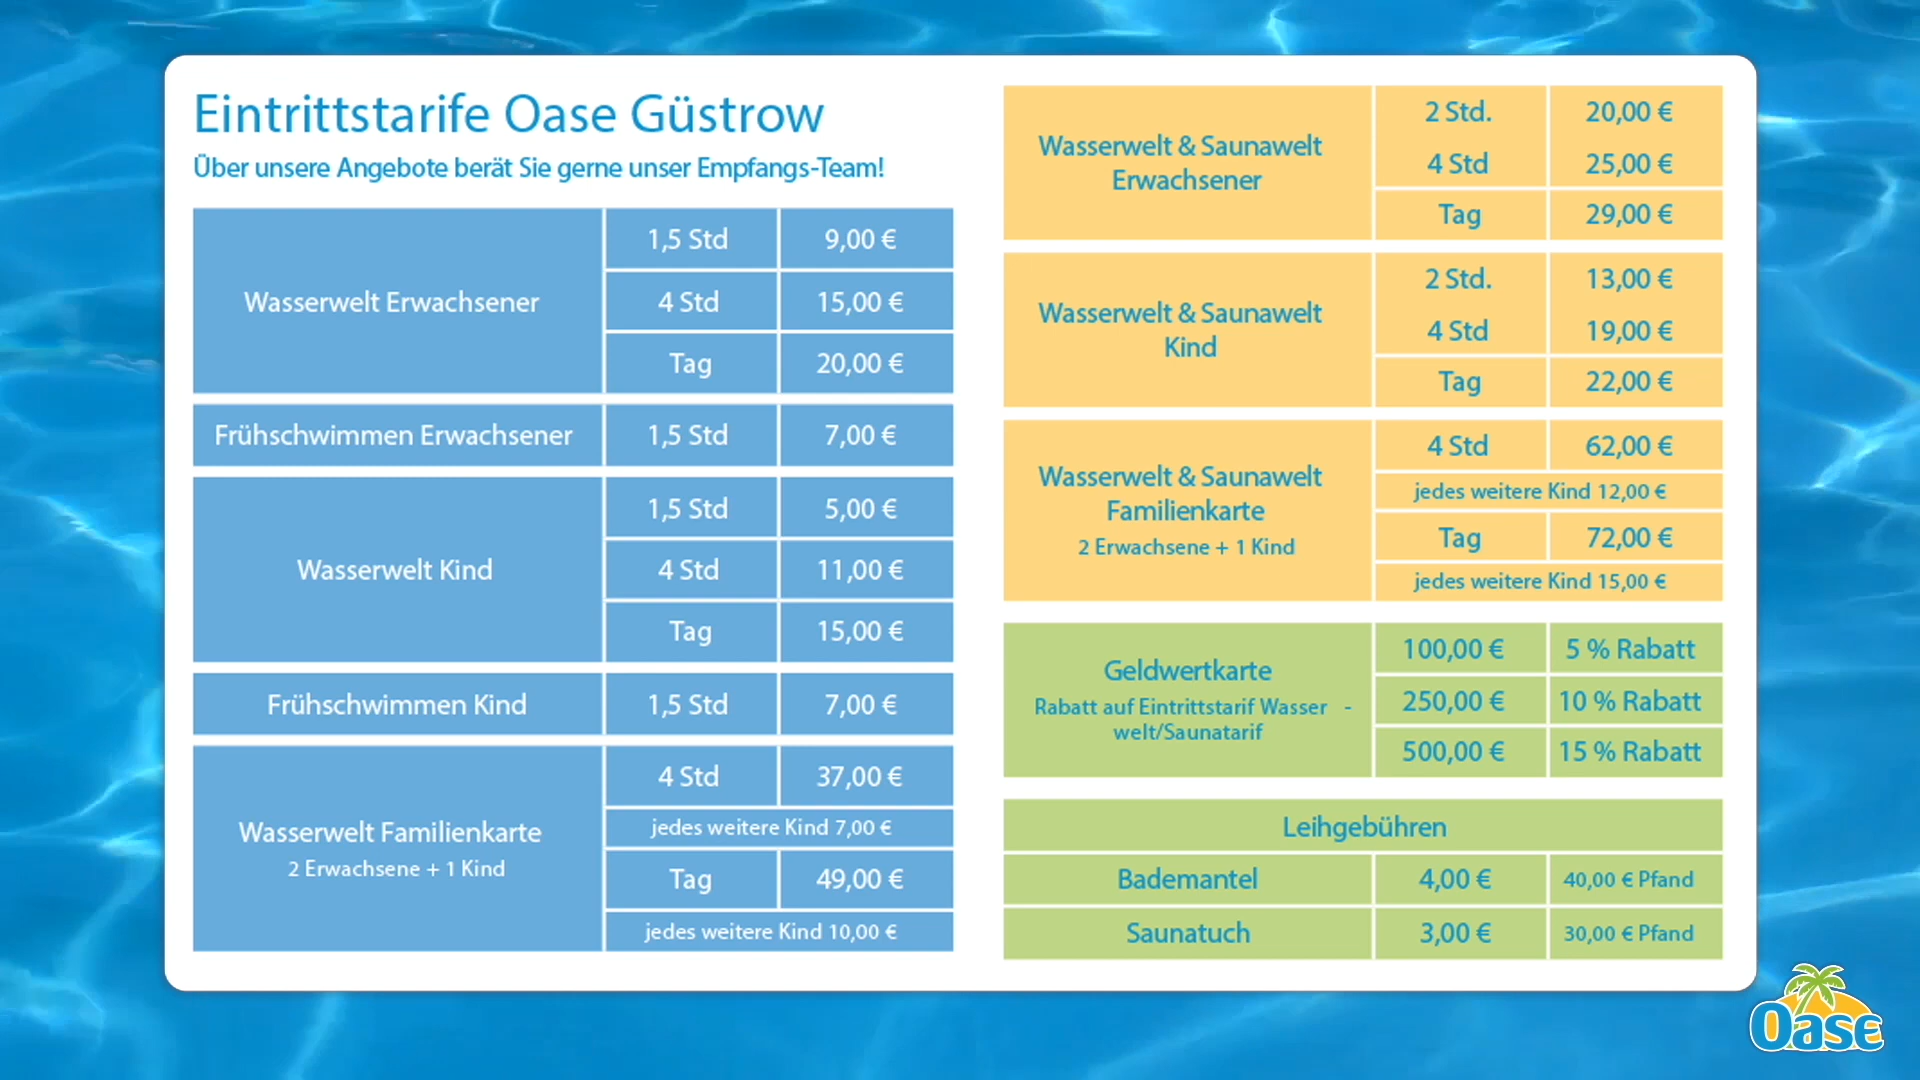 Eintrittstarife Oase Güstrow
Über unsere Angebote berät Sie gerne unser Empfangs-Team!
Wasserwelt Erwachsener
1,5 Std 9,00 €
4 Std 15,00 €
Tag 20,00 €
Frühschwimmen Erwachsener 1,5 Std 7,00 €
Wasserwelt Kind
1,5 Std 5,00 €
4 Std 11,00 €
Tag 15,00 €
Frühschwimmen Kind 1,5 Std 7,00 €
Wasserwelt Familienkarte
2 Erwachsene + 1 Kind
4 Std 37,00 €
jedes weitere Kind 7,00 €
Tag 49,00 €
jedes weitere Kind 10,00 €
Wasserwelt & Saunawelt
Erwachsener
2 Std. 20,00 €
4 Std 25,00 €
Tag 29,00 €
Wasserwelt & Saunawelt
Kind
2 Std. 13,00 €
4 Std 19,00 €
Tag 22,00 €
Wasserwelt & Saunawelt
Familienkarte
2 Erwachsene + 1 Kind
4 Std 62,00 €
jedes weitere Kind 12,00 €
Tag 72,00 €
jedes weitere Kind 15,00 €
Geldwertkarte
Rabatt auf Eintrittstarif Wasser -
welt/Saunatarif
100,00 € 5 % Rabatt
250,00 € 10 % Rabatt
500,00 € 15 % Rabatt
Leihgebühren
Bademantel 4,00 € 40,00 € Pfand
Saunatuch 3,00 € 30,00 € Pfand
Oase